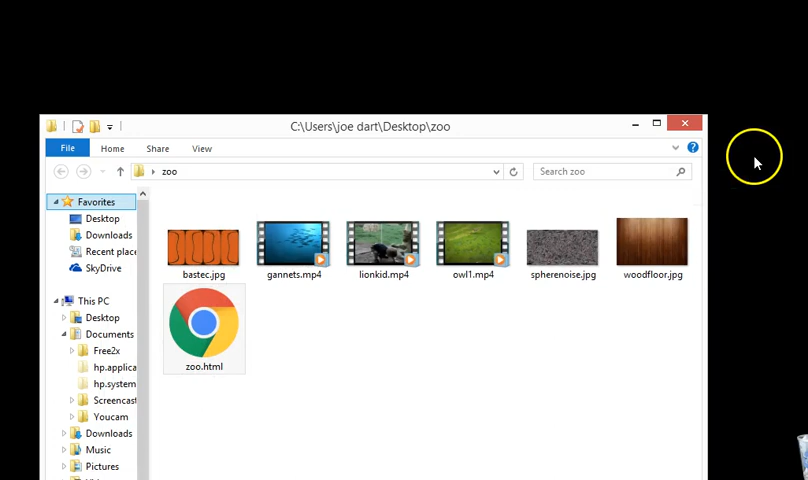 C:\Users\joe dart\Desktop\zoo
File Home Share View
zoo
Search zoo
Favorites
Desktop
Downloads
Recent place
SkyDrive
This PC
Desktop
Documents
Free2x
hp.applica
hp.system
Screencast
Youcam
Downloads
Music
Pictures
bastec.jpg gannets.mp4 lionkid.mp4 owl1.mp4 spherenoise.jpg woodfloor.jpg
zoo.html